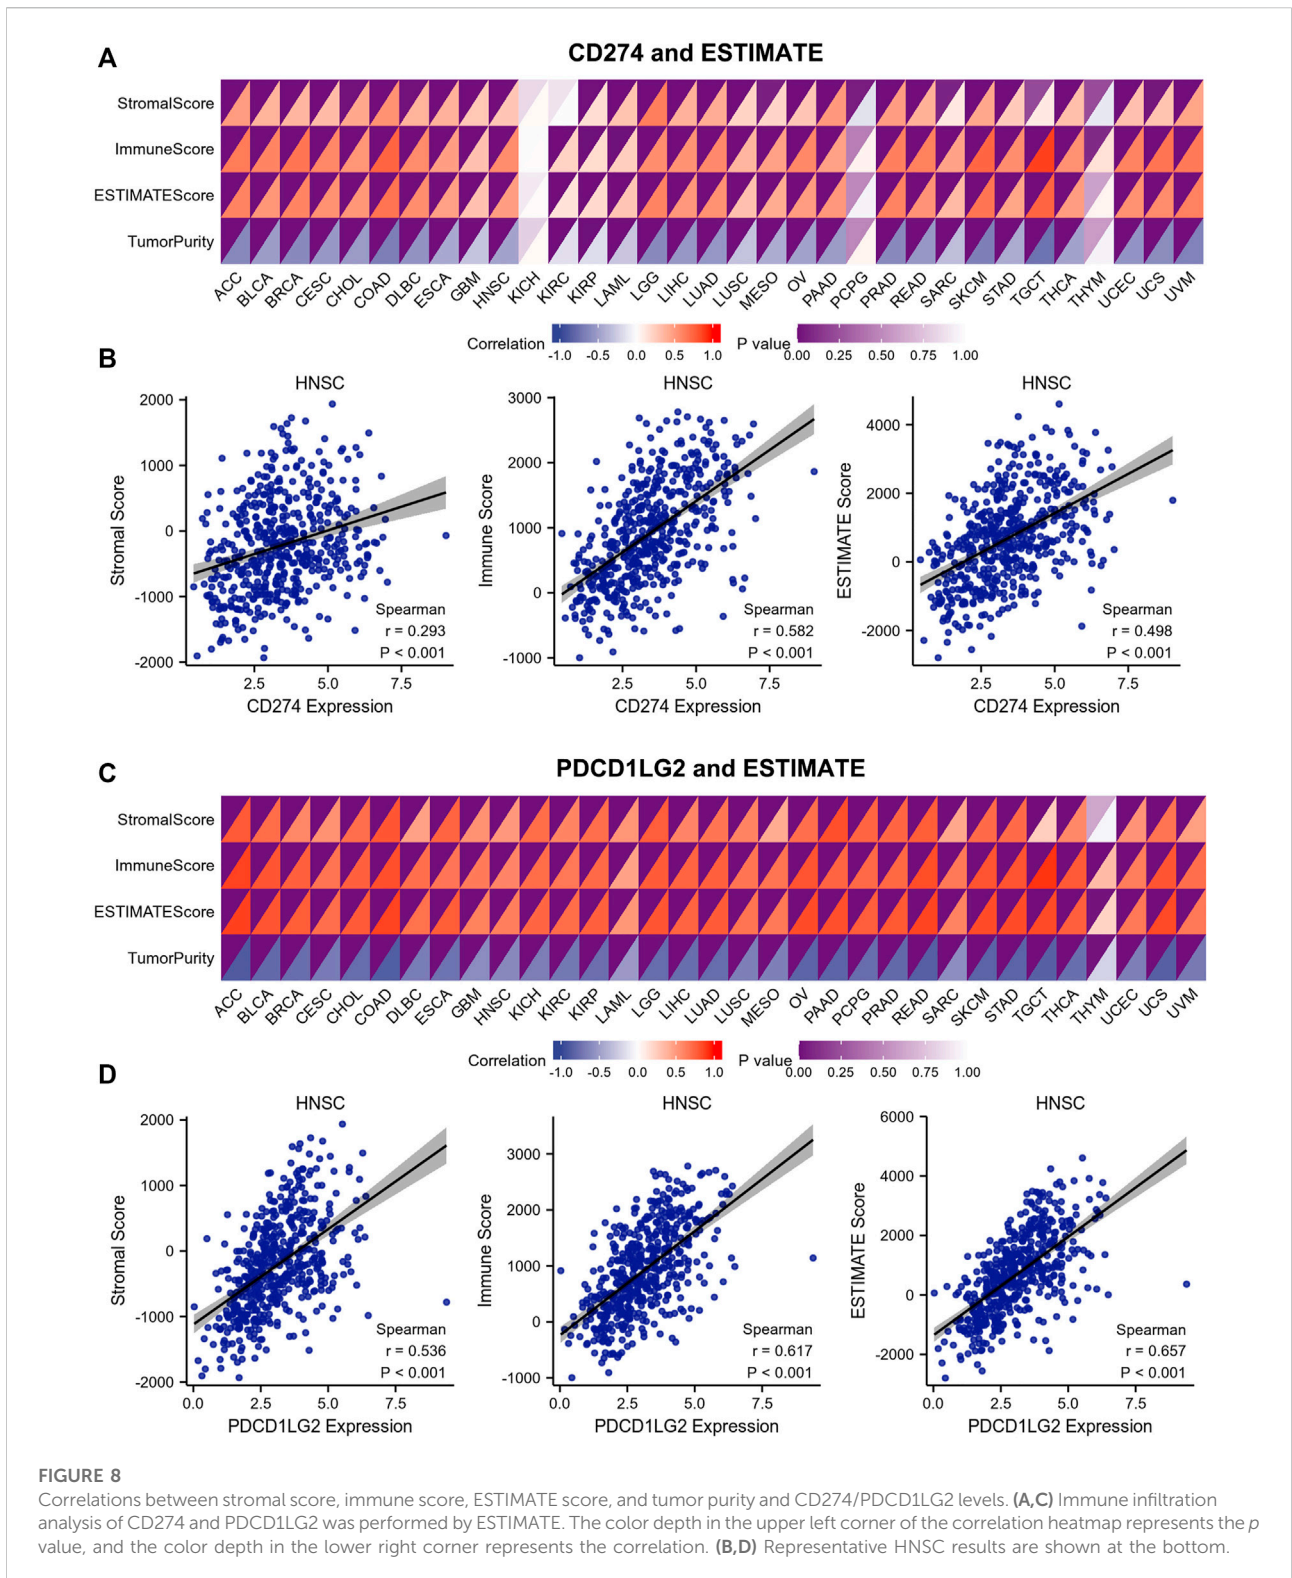 A
CD274 and ESTIMATE
StromalScore
ImmuneScore
ESTIMATEScore
TumorPurity
ACC BLCA BRCA CESC CHOL COAD DLBC ESCA GBM HNSC KICH KIRC KIRP LAML LGG LIHC LUAD LUSC MESO OV PAAD PCPG PRAD READ SARC SKCM STAD TGCT THCA THYM UCEC UCS UVM
Correlation -1.0 -0.5 0.0 0.5 1.0 P value 0.00 0.25 0.50 0.75 1.00
B
HNSC
Stromal Score
2000
1000
0
-1000
-2000
Spearman
r = 0.293
P < 0.001
2.5 5.0 7.5
CD274 Expression
HNSC
Immune Score
3000
2000
1000
0
-1000
Spearman
r = 0.582
P < 0.001
2.5 5.0 7.5
CD274 Expression
HNSC
ESTIMATE Score
4000
2000
0
-2000
Spearman
r = 0.498
P < 0.001
2.5 5.0 7.5
CD274 Expression
C
PDCD1LG2 and ESTIMATE
StromalScore
ImmuneScore
ESTIMATEScore
TumorPurity
ACC BLCA BRCA CESC CHOL COAD DLBC ESCA GBM HNSC KICH KIRC KIRP LAML LGG LIHC LUAD LUSC MESO OV PAAD PCPG PRAD READ SARC SKCM STAD TGCT THCA THYM UCEC UCS UVM
Correlation -1.0 -0.5 0.0 0.5 1.0 P value 0.00 0.25 0.50 0.75 1.00
D
HNSC
Stromal Score
2000
1000
0
-1000
-2000
Spearman
r = 0.536
P < 0.001
0.0 2.5 5.0 7.5
PDCD1LG2 Expression
HNSC
Immune Score
3000
2000
1000
0
-1000
Spearman
r = 0.617
P < 0.001
0.0 2.5 5.0 7.5
PDCD1LG2 Expression
HNSC
ESTIMATE Score
6000
4000
2000
0
-2000
Spearman
r = 0.657
P < 0.001
0.0 2.5 5.0 7.5
PDCD1LG2 Expression
FIGURE 8
Correlations between stromal score, immune score, ESTIMATE score, and tumor purity and CD274/PDCD1LG2 levels. (A,C) Immune infiltration
analysis of CD274 and PDCD1LG2 was performed by ESTIMATE. The color depth in the upper left corner of the correlation heatmap represents the p
value, and the color depth in the lower right corner represents the correlation. (B,D) Representative HNSC results are shown at the bottom.